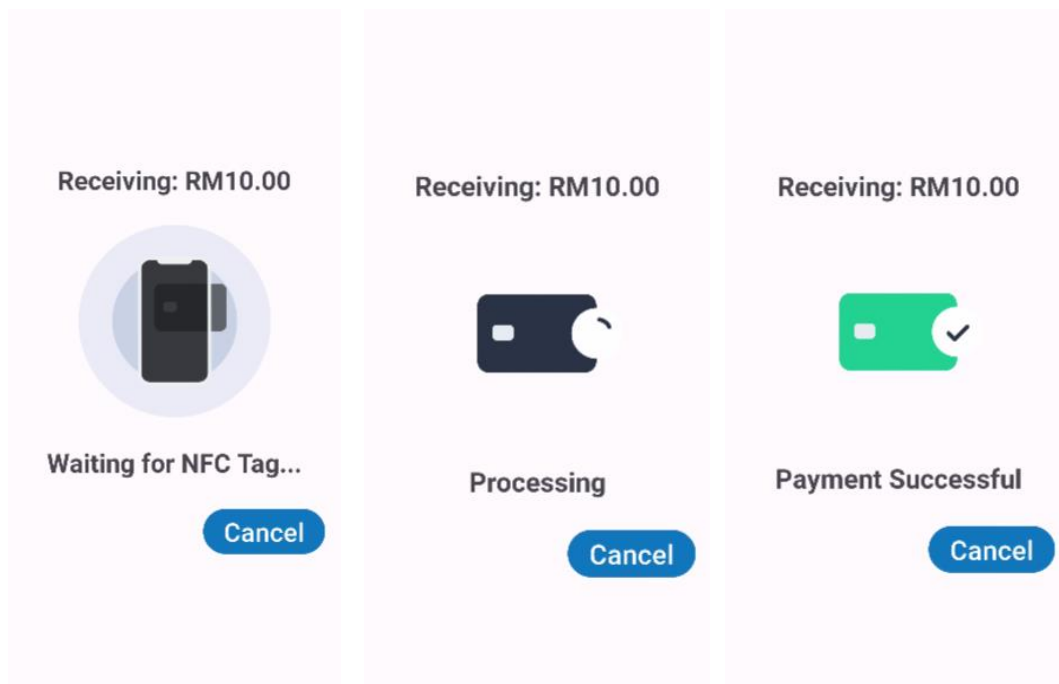 Receiving: RM10.00
Waiting for NFC Tag...
Cancel
Receiving: RM10.00
Processing
Cancel
Receiving: RM10.00
Payment Successful
Cancel